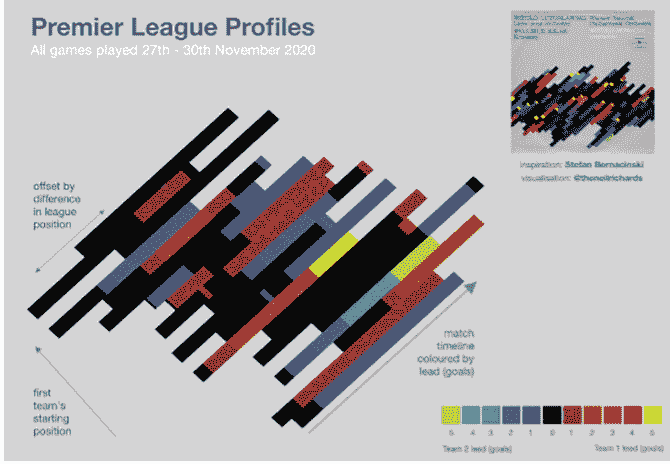 Premier League Profiles
All games played 27th - 30th November 2020
inspiration: Stefan Bernacinski
visualisation: @theneilrichards
offset by
difference
in league
position
match
timeline
coloured by
lead (goals)
first
team's
starting
position
5 4 3 2 1 0 1 2 3 4 5
Team 2 lead (goals)
Team 1 lead (goals)